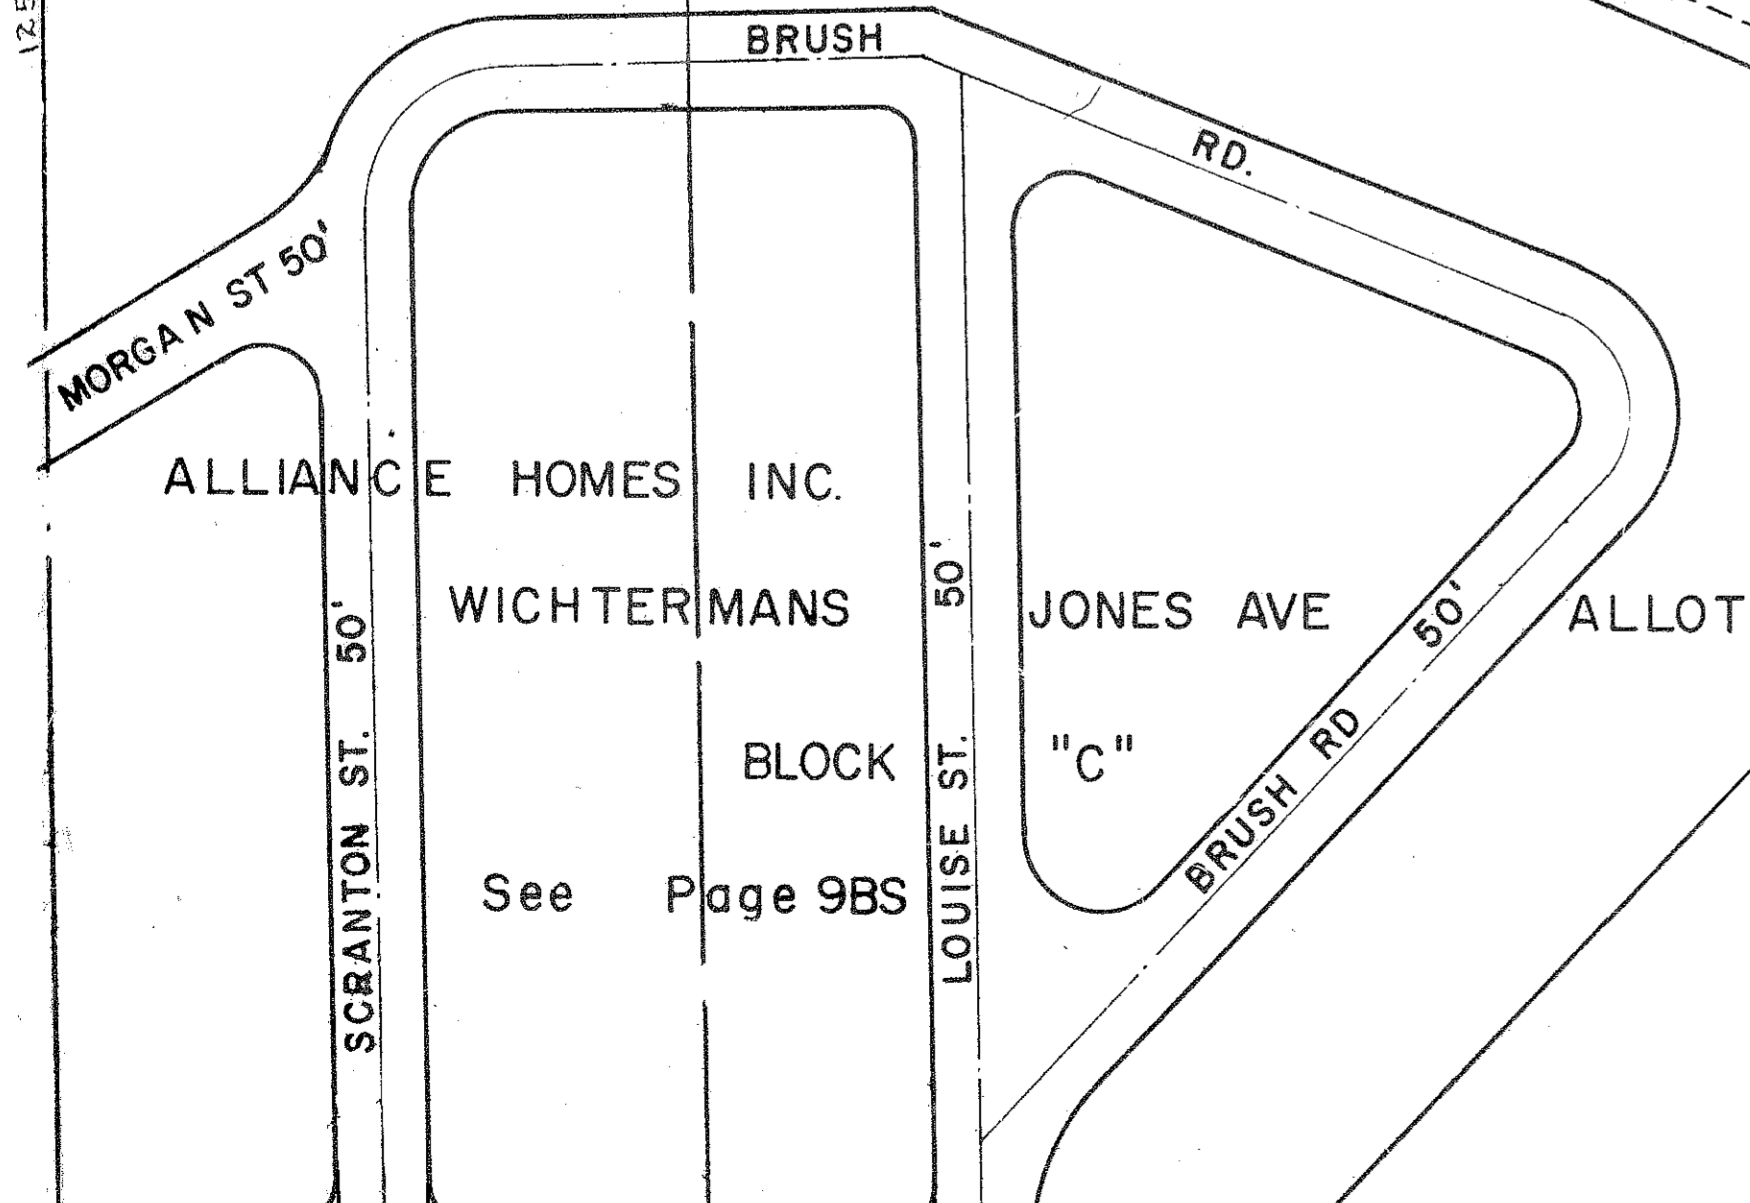 125
BRUSH
RD.
MORGAN ST 50'
ALLIANCE HOMES INC.
WICHTERMANS JONES AVE ALLOT
BLOCK "C"
See Page 9BS
SCRANTON ST. 50'
LOUISE ST. 50'
BRUSH RD 50'